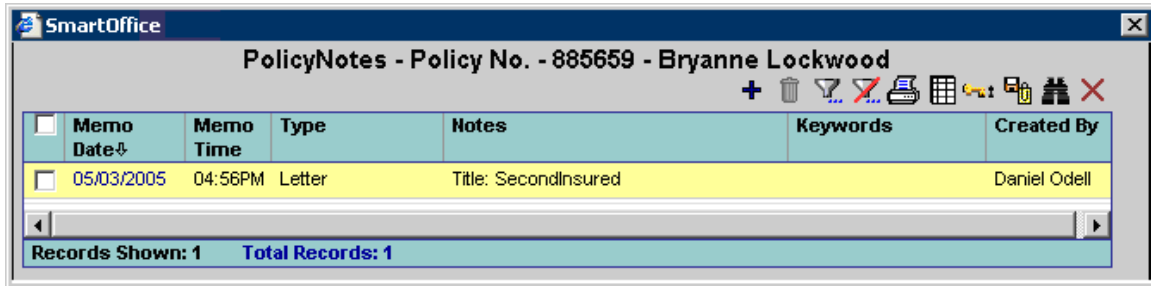 SmartOffice
PolicyNotes - Policy No. - 885659 - Bryanne Lockwood
Memo Date Memo Time Type Notes Keywords Created By
05/03/2005 04:56PM Letter Title: SecondInsured Daniel Odell
Records Shown: 1 Total Records: 1